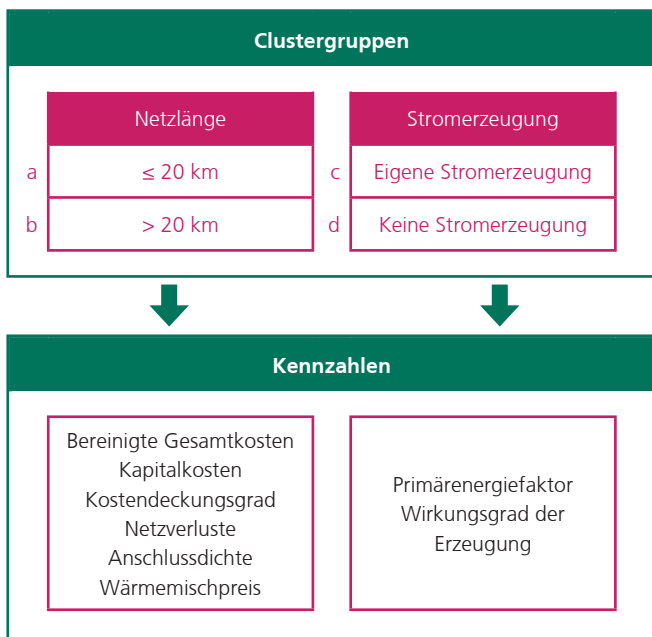 Clustergruppen
Netzlänge
a ≤ 20 km
b > 20 km
Stromerzeugung
c Eigene Stromerzeugung
d Keine Stromerzeugung
Kennzahlen
Bereinigte Gesamtkosten
Kapitalkosten
Kostendeckungsgrad
Netzverluste
Anschlussdichte
Wärmemischpreis
Primärenergiefaktor
Wirkungsgrad der
Erzeugung